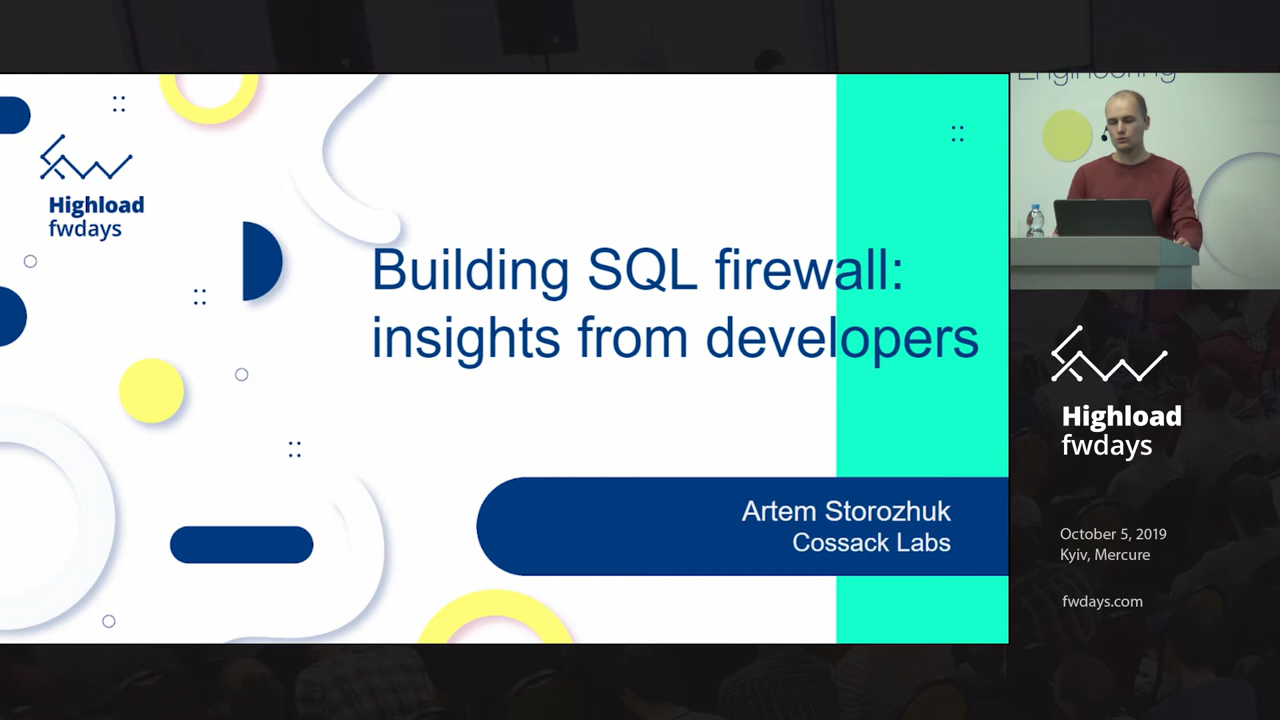 Highload
fwdays
Building SQL firewall:
insights from developers
Artem Storozhuk
Cossack Labs
Engineering
Highload
fwdays
October 5, 2019
Kyiv, Mercure
fwdays.com